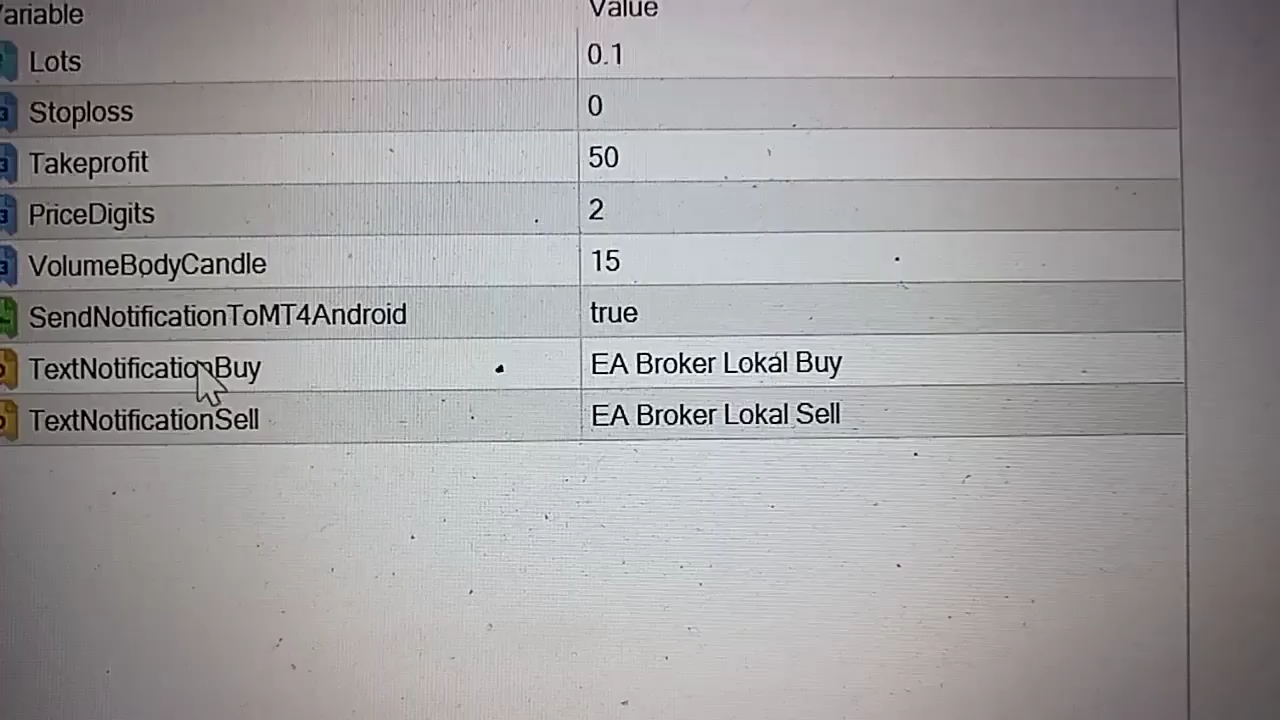 ariable Value
Lots 0.1
Stoploss 0
Takeprofit 50
PriceDigits 2
VolumeBodyCandle 15
SendNotificationToMT4Android true
TextNotificationBuy EA Broker Lokal Buy
TextNotificationSell EA Broker Lokal Sell